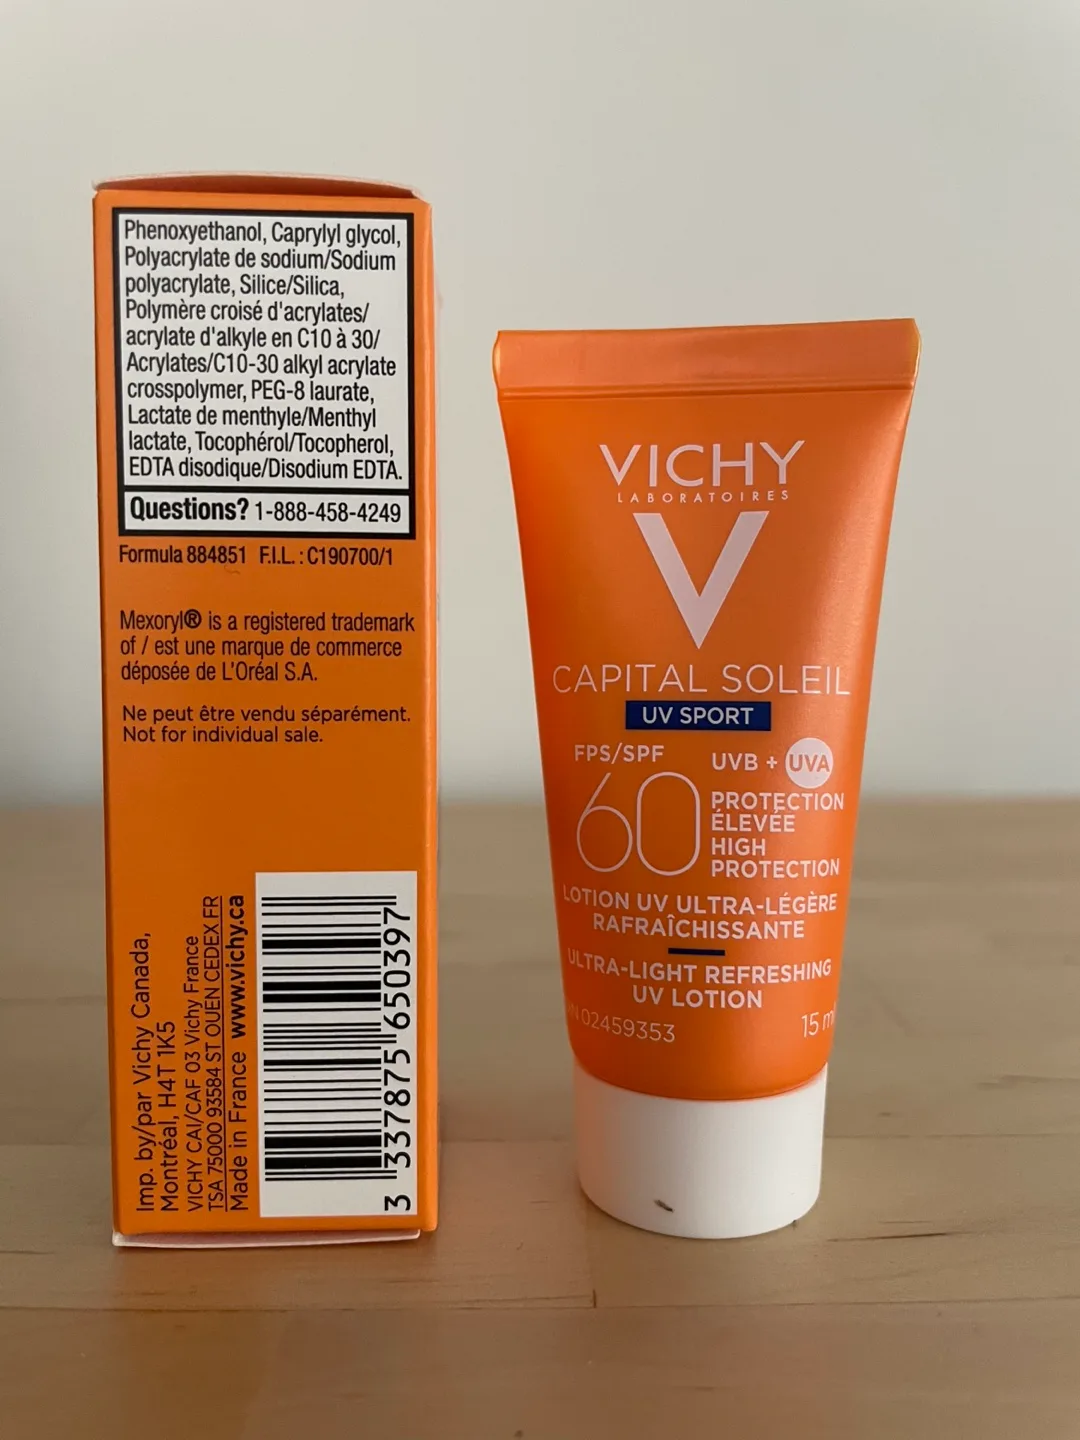 Phenoxyethanol, Caprylyl glycol,
Polyacrylate de sodium/Sodium
polyacrylate, Silice/Silica,
Polymère croisé d'acrylates/
acrylate d'alkyle en C10 à 30/
Acrylates/C10-30 alkyl acrylate
crosspolymer, PEG-8 laurate,
Lactate de menthyle/Menthyl
lactate, Tocophérol/Tocopherol,
EDTA disodique/Disodium EDTA.
Questions? 1-888-458-4249
Formula 884851 F.I.L. : C190700/1
Mexoryl® is a registered trademark
of / est une marque de commerce
déposée de L'Oréal S.A.
Ne peut être vendu séparément.
Not for individual sale.
Imp. by/par Vichy Canada,
Montréal, H4T 1K5
VICHY CAI/CAF 03 Vichy France
TSA 75000 93584 ST OUEN CEDEX FR
Made in France www.vichy.ca
3 337875 650397
VICHY
LABORATOIRES
V
CAPITAL SOLEIL
UV SPORT
FPS/SPF
60
UVB + UVA
PROTECTION
ÉLEVÉE
HIGH
PROTECTION
LOTION UV ULTRA-LÉGÈRE
RAFRAÎCHISSANTE
ULTRA-LIGHT REFRESHING
UV LOTION
02459353
15 ml